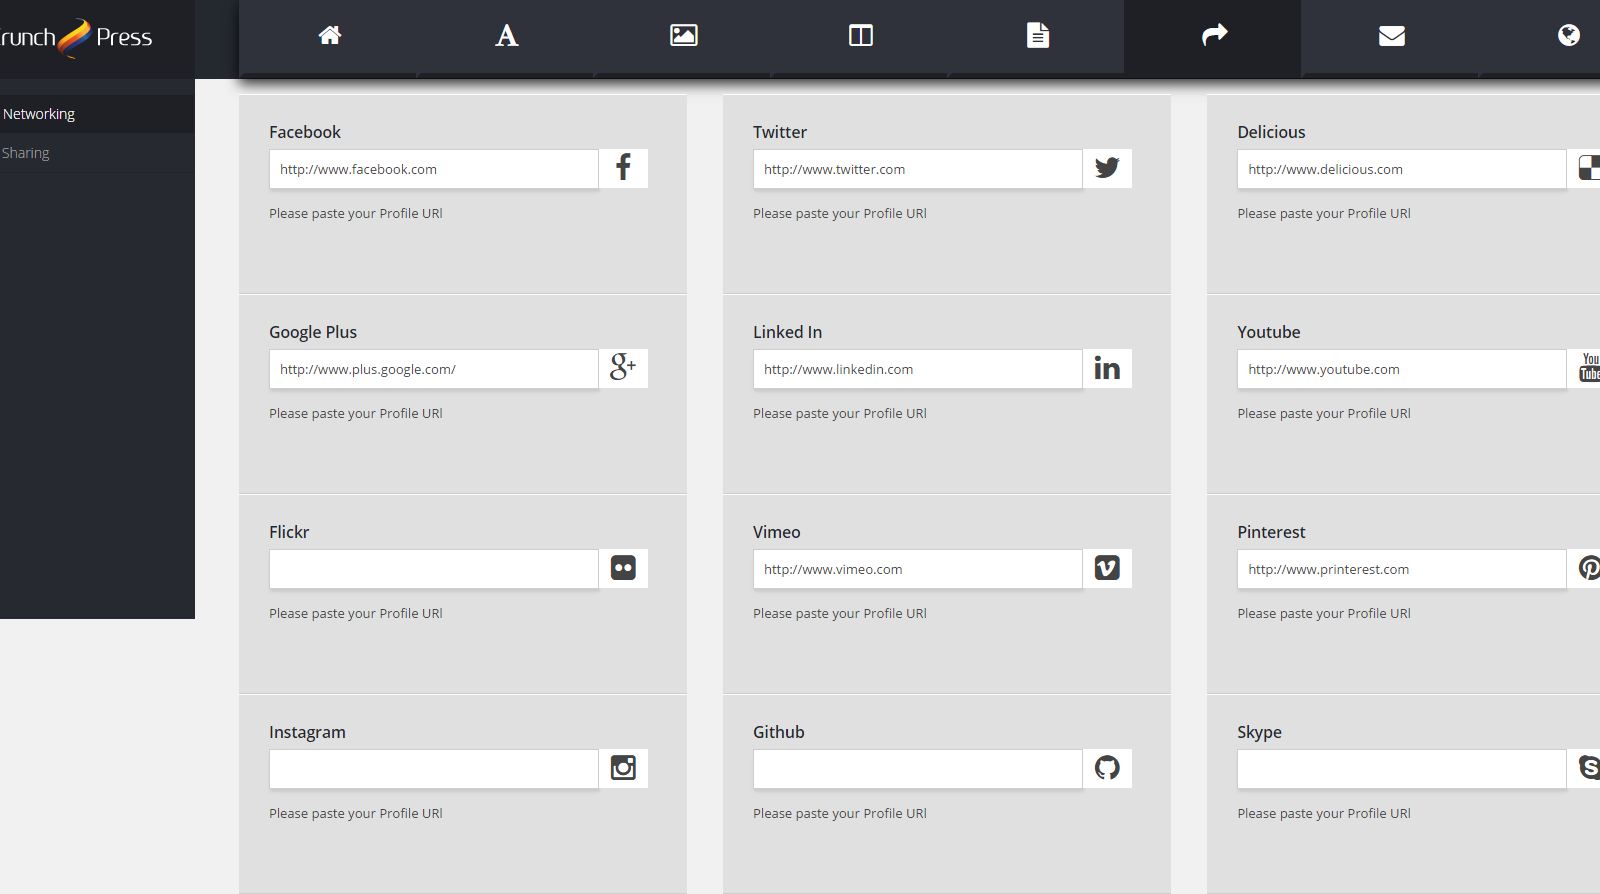 runch Press
Networking
Sharing
Facebook
http://www.facebook.com
Please paste your Profile URl
Twitter
http://www.twitter.com
Please paste your Profile URl
Delicious
http://www.delicious.com
Please paste your Profile URl
Google Plus
http://www.plus.google.com/
g+
Please paste your Profile URl
Linked In
http://www.linkedin.com
in
Please paste your Profile URl
Youtube
http://www.youtube.com
You
Tube
Please paste your Profile URl
Flickr
Please paste your Profile URl
Vimeo
http://www.vimeo.com
Please paste your Profile URl
Pinterest
http://www.printerest.com
Please paste your Profile URl
Instagram
Please paste your Profile URl
Github
Please paste your Profile URl
Skype
Please paste your Profile URl